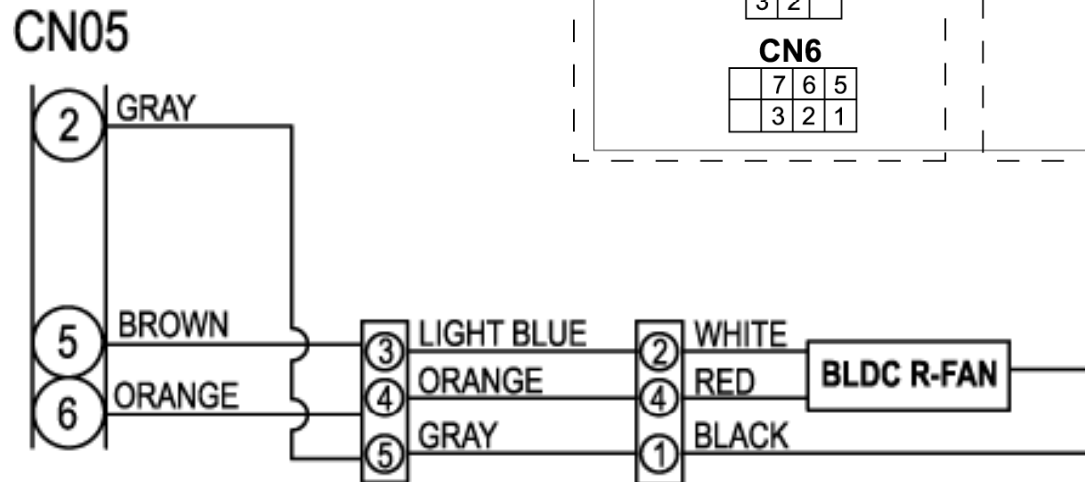 CN05
3 2
CN6
7 6 5
3 2 1
2 GRAY
5 BROWN
6 ORANGE
3 LIGHT BLUE 2 WHITE
4 ORANGE 4 RED
5 GRAY 1 BLACK
BLDC R-FAN